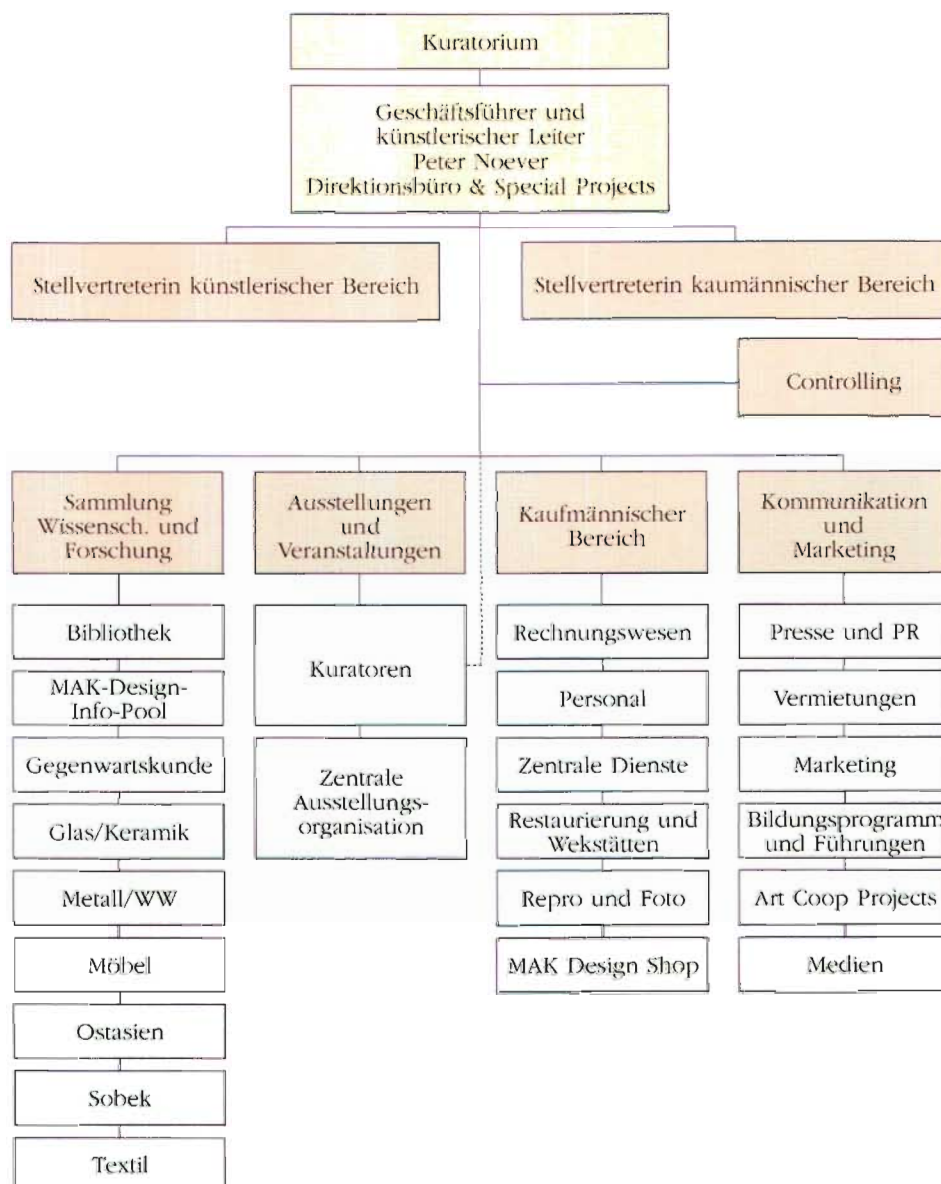 Kuratorium
Geschäftsführer und
künstlerischer Leiter
Peter Noever
Direktionsbüro & Special Projects
Stellvertreterin künstlerischer Bereich
Stellvertreterin kaumännischer Bereich
Controlling
Sammlung
Wissensch. und
Forschung
Bibliothek
MAK-Design-
Info-Pool
Gegenwartskunde
Glas/Keramik
Metall/WW
Möbel
Ostasien
Sobek
Textil
Ausstellungen
und
Veranstaltungen
Kuratoren
Zentrale
Ausstellungs-
organisation
Kaufmännischer
Bereich
Rechnungswesen
Personal
Zentrale Dienste
Restaurierung und
Wekstätten
Repro und Foto
MAK Design Shop
Kommunikation
und
Marketing
Presse und PR
Vermietungen
Marketing
Bildungsprogramm
und Führungen
Art Coop Projects
Medien